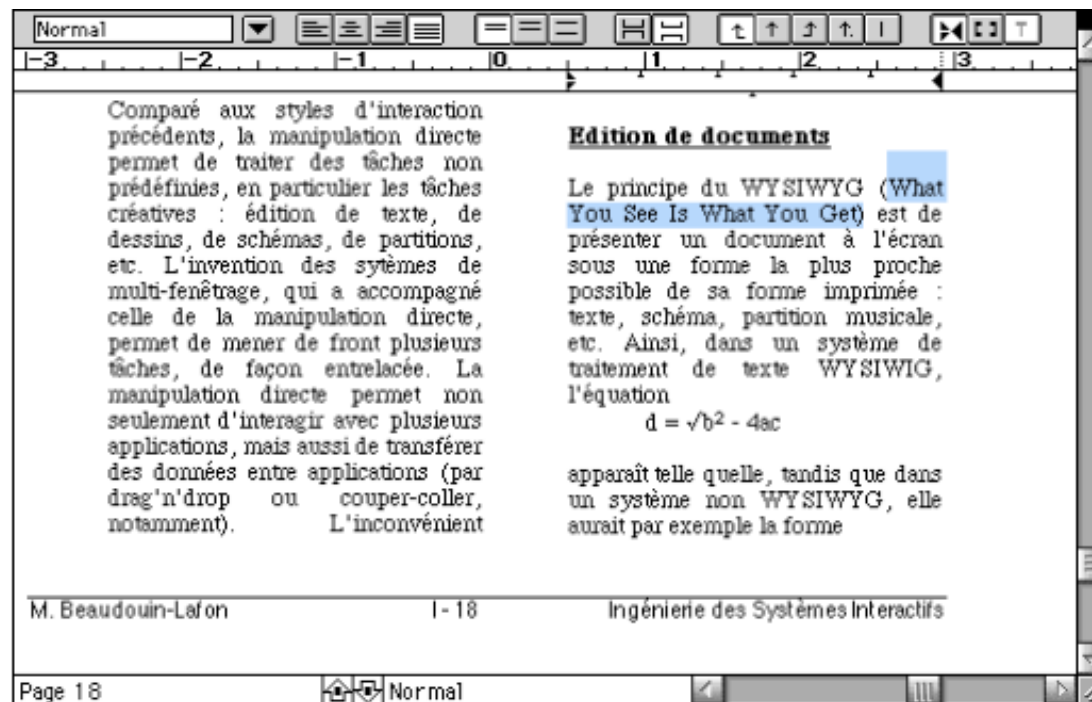 Normal
-3 -2 -1 0 1 2 3
Comparé aux styles d'interaction
précédents, la manipulation directe
permet de traiter des tâches non
prédéfinies, en particulier les tâches
créatives : édition de texte, de
dessins, de schémas, de partitions,
etc. L'invention des sytèmes de
multi-fenêtrage, qui a accompagné
celle de la manipulation directe,
permet de mener de front plusieurs
tâches, de façon entrelacée. La
manipulation directe permet non
seulement d'interagir avec plusieurs
applications, mais aussi de transférer
des données entre applications (par
drag'n'drop ou couper-coller,
notamment). L'inconvénient
Edition de documents
Le principe du WYSIWYG (What
You See Is What You Get) est de
présenter un document à l'écran
sous une forme la plus proche
possible de sa forme imprimée :
texte, schéma, partition musicale,
etc. Ainsi, dans un système de
traitement de texte WYSIWIG,
l'équation
d = √b² - 4ac
apparaît telle quelle, tandis que dans
un système non WYSIWYG, elle
aurait par exemple la forme
M. Beaudouin-Lafon I - 18 Ingénierie des Systèmes Interactifs
Page 18 Normal